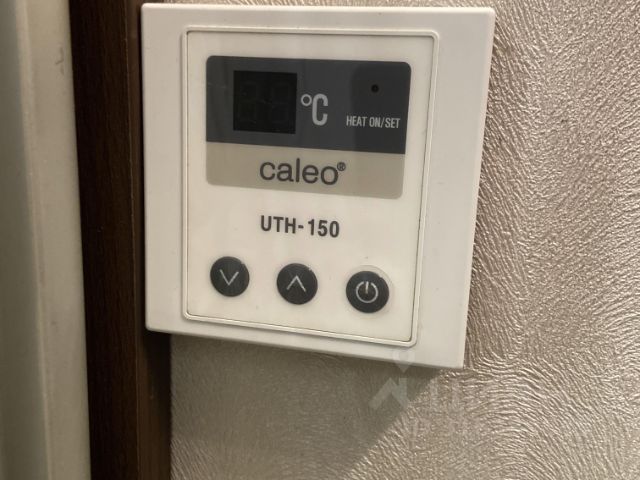 °C
HEAT ON/SET
caleo®
UTH-150